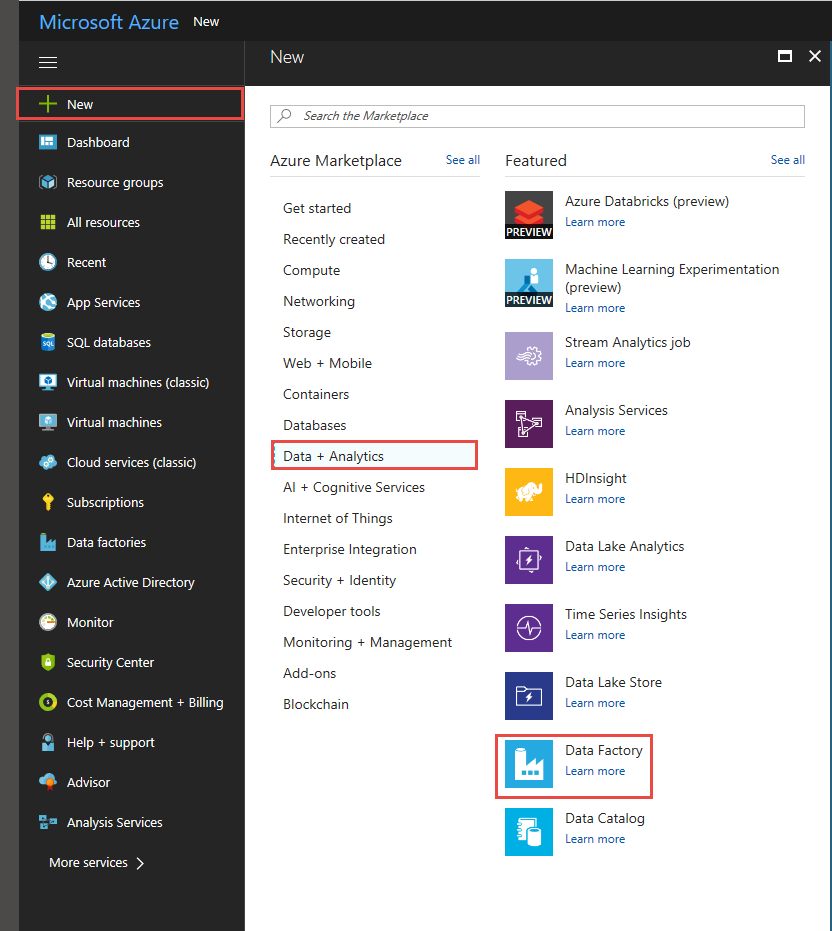 Microsoft Azure New
New
Dashboard
Resource groups
All resources
Recent
App Services
SQL
SQL databases
Virtual machines (classic)
Virtual machines
Cloud services (classic)
Subscriptions
Data factories
Azure Active Directory
Monitor
Security Center
Cost Management + Billing
Help + support
Advisor
Analysis Services
More services
New
Search the Marketplace
Azure Marketplace
See all
Get started
Recently created
Compute
Networking
Storage
Web + Mobile
Containers
Databases
Data + Analytics
AI + Cognitive Services
Internet of Things
Enterprise Integration
Security + Identity
Developer tools
Monitoring + Management
Add-ons
Blockchain
Featured
See all
PREVIEW
Azure Databricks (preview)
Learn more
PREVIEW
Machine Learning Experimentation
(preview)
Learn more
Stream Analytics job
Learn more
Analysis Services
Learn more
HDInsight
Learn more
Data Lake Analytics
Learn more
Time Series Insights
Learn more
Data Lake Store
Learn more
Data Factory
Learn more
Data Catalog
Learn more